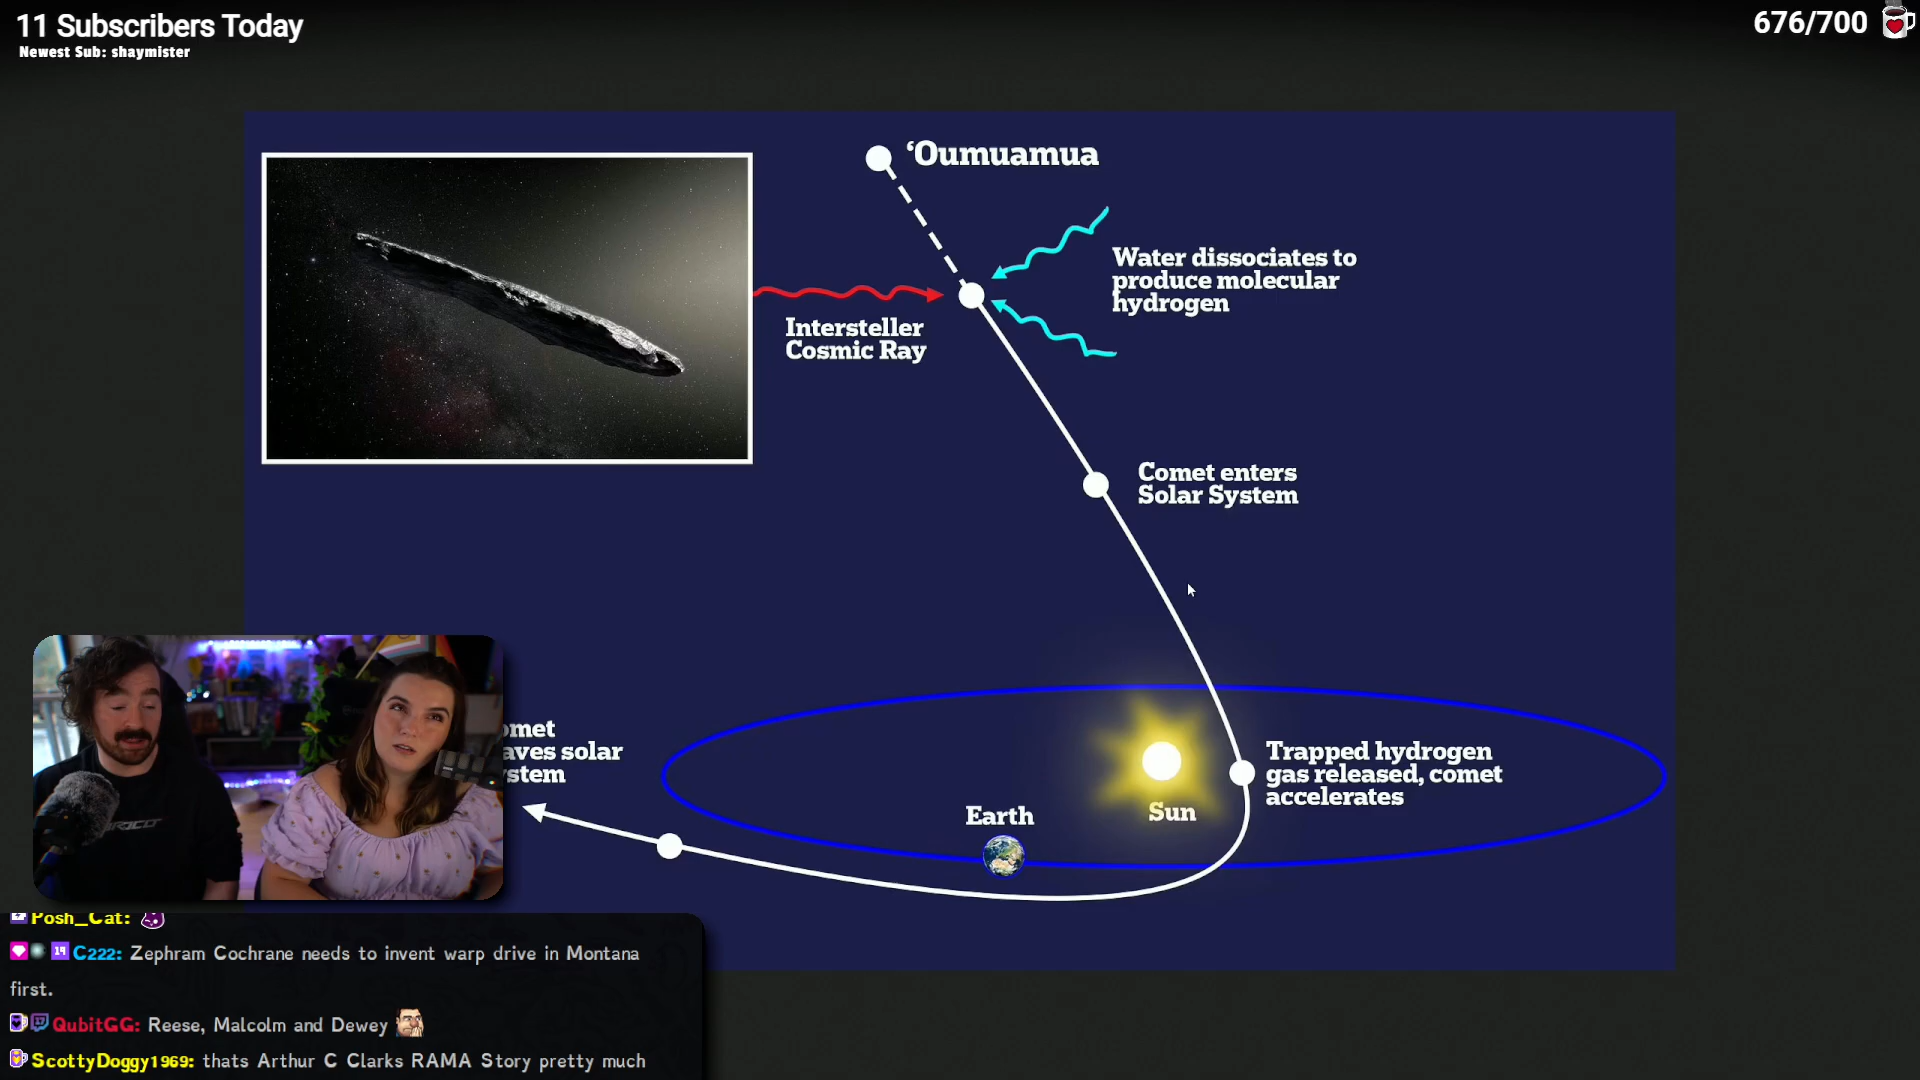 11 Subscribers Today
Newest Sub: shaymister
676/700
‘Oumuamua
Water dissociates to
produce molecular
hydrogen
Intersteller
Cosmic Ray
Comet enters
Solar System
omet
aves solar
stem
Trapped hydrogen
gas released, comet
accelerates
Earth
Sun
Posh_Cat:
C222: Zephram Cochrane needs to invent warp drive in Montana
first.
QubitGG: Reese, Malcolm and Dewey
ScottyDoggy1969: thats Arthur C Clarks RAMA Story pretty much